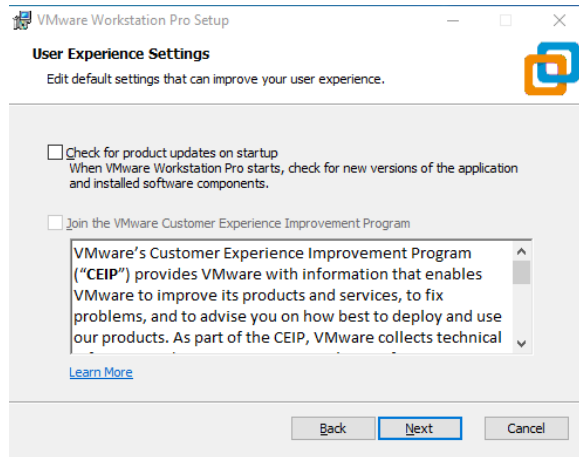 VMware Workstation Pro Setup
User Experience Settings
Edit default settings that can improve your user experience.
Check for product updates on startup
When VMware Workstation Pro starts, check for new versions of the application
and installed software components.
Join the VMware Customer Experience Improvement Program
VMware's Customer Experience Improvement Program
("CEIP") provides VMware with information that enables
VMware to improve its products and services, to fix
problems, and to advise you on how best to deploy and use
our products. As part of the CEIP, VMware collects technical
Learn More
Back
Next
Cancel